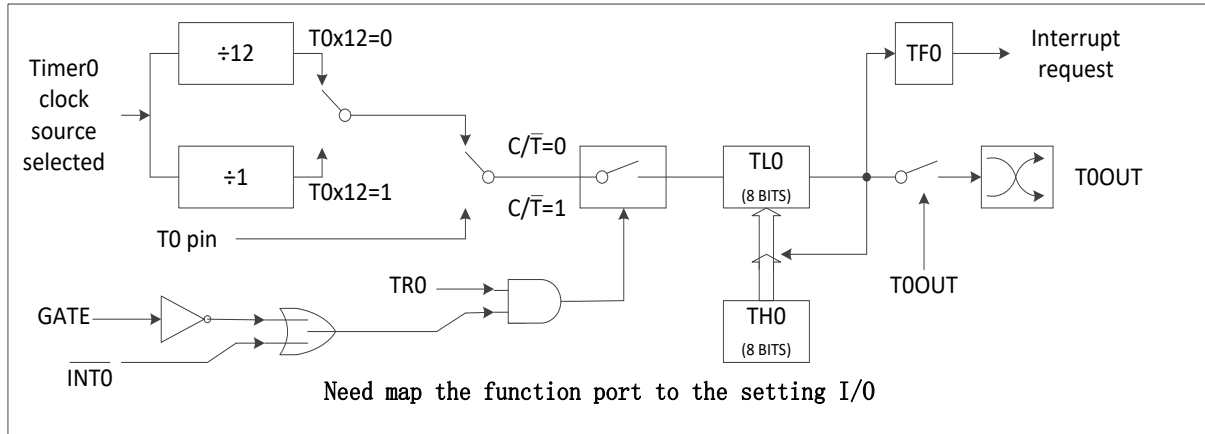 Timer0
clock
source
selected
÷12
T0x12=0
÷1
T0x12=1
T0 pin
C/T̅=0
C/T̅=1
TL0
(8 BITS)
TF0
Interrupt
request
T0OUT
T0OUT
TR0
TH0
(8 BITS)
GATE
I̅N̅T̅0̅
Need map the function port to the setting I/O